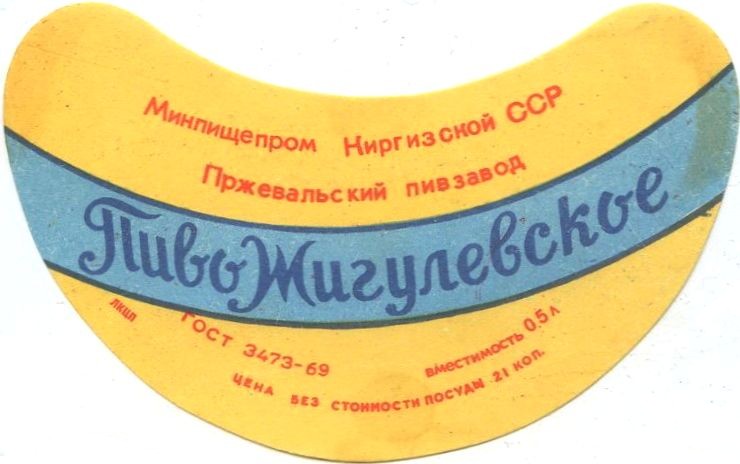 Минпищепром Киргизской ССР
Пржевальский пивзавод
Пиво Жигулевское
ЛКЦП
ГОСТ 3473-69
вместимость 0,5 л
ЦЕНА БЕЗ СТОИМОСТИ ПОСУДЫ 21 КОП.